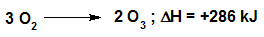 3 O₂ ⟶ 2 O₃ ; ΔH = +286 kJ